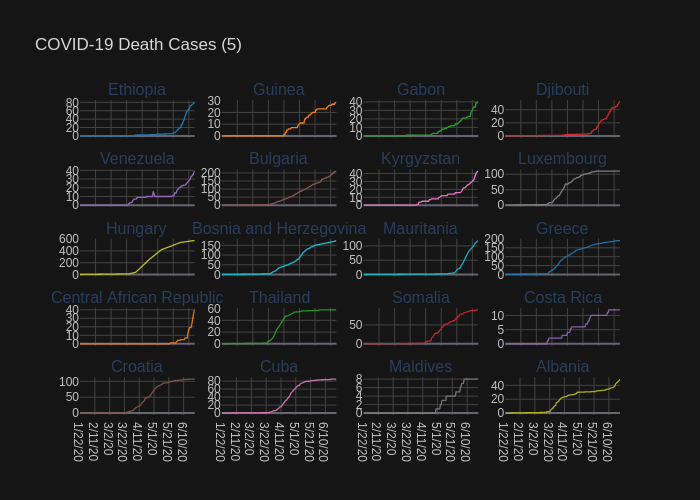 COVID-19 Death Cases (5)
Ethiopia Guinea Gabon Djibouti
80 60 40 20 0
30 20 10 0
40 30 20 10 0
40 20 0
Venezuela Bulgaria Kyrgyzstan Luxembourg
40 30 20 10 0
200 150 100 50 0
40 30 20 10 0
100 50 0
Hungary Bosnia and Herzegovina Mauritania Greece
600 400 200 0
150 100 50 0
100 50 0
200 150 100 50 0
Central African Republic Thailand Somalia Costa Rica
40 30 20 10 0
60 40 20 0
50 0
10 5 0
Croatia Cuba Maldives Albania
100 50 0
80 60 40 20 0
8 6 4 2 0
40 20 0
1/22/20 2/11/20 3/2/20 3/22/20 4/11/20 5/1/20 5/21/20 6/10/20
1/22/20 2/11/20 3/2/20 3/22/20 4/11/20 5/1/20 5/21/20 6/10/20
1/22/20 2/11/20 3/2/20 3/22/20 4/11/20 5/1/20 5/21/20 6/10/20
1/22/20 2/11/20 3/2/20 3/22/20 4/11/20 5/1/20 5/21/20 6/10/20